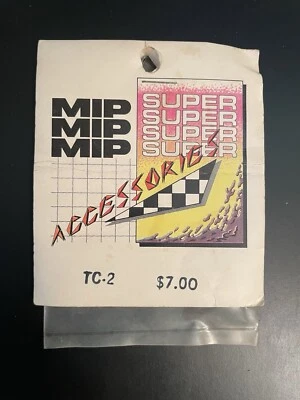 MIP SUPER
MIP SUPER
MIP SUPER
SUPER
ACCESSORIES
TC-2 $7.00